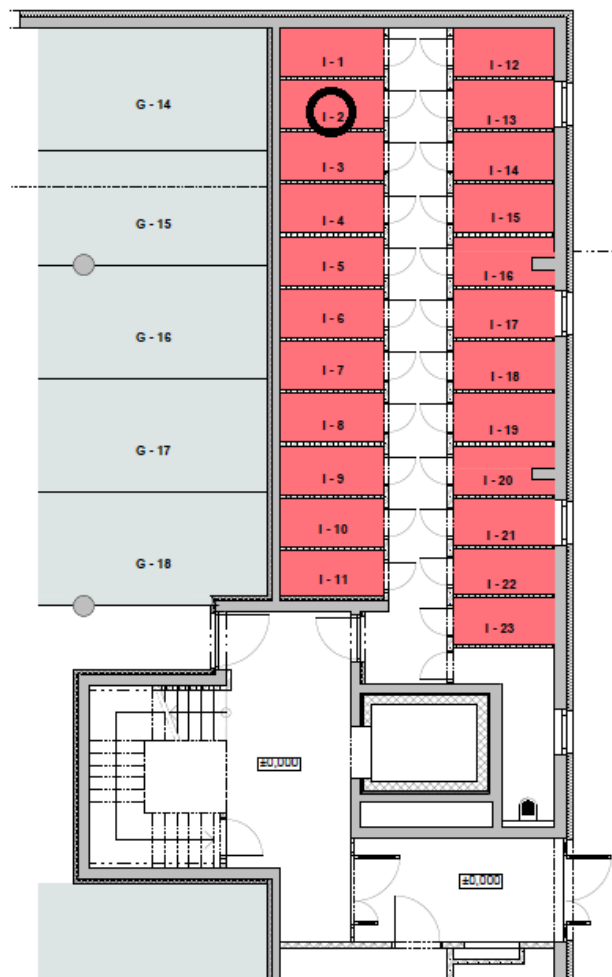 I - 1
I - 12
G - 14
I - 2
I - 13
I - 3
I - 14
G - 15
I - 4
I - 15
I - 5
I - 16
G - 16
I - 6
I - 17
I - 7
I - 18
G - 17
I - 8
I - 19
I - 9
I - 20
I - 10
I - 21
G - 18
I - 11
I - 22
I - 23
±0,000
±0,000